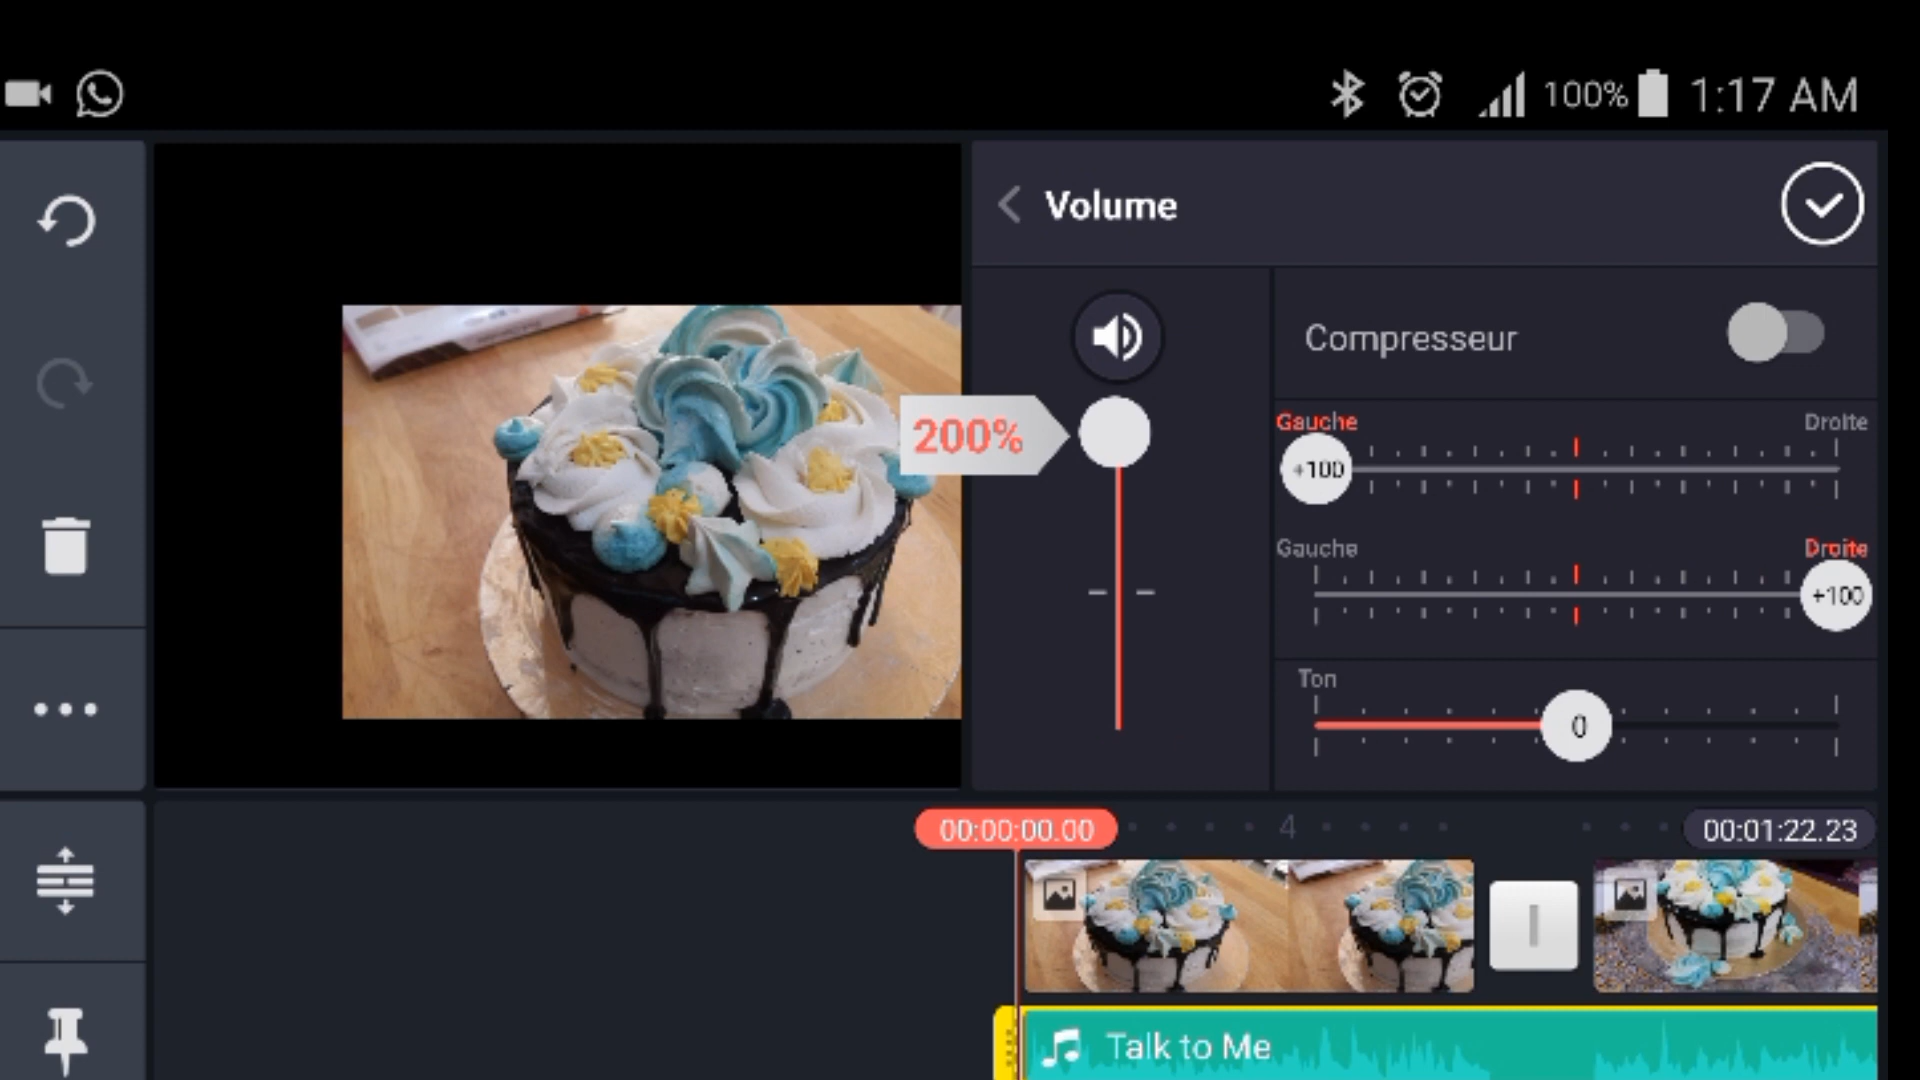 100% 1:17 AM
Volume
Compresseur
200%
Gauche Droite
+100
Gauche Droite
+100
Ton
0
00:00:00.00 4 00:01:22.23
Talk to Me